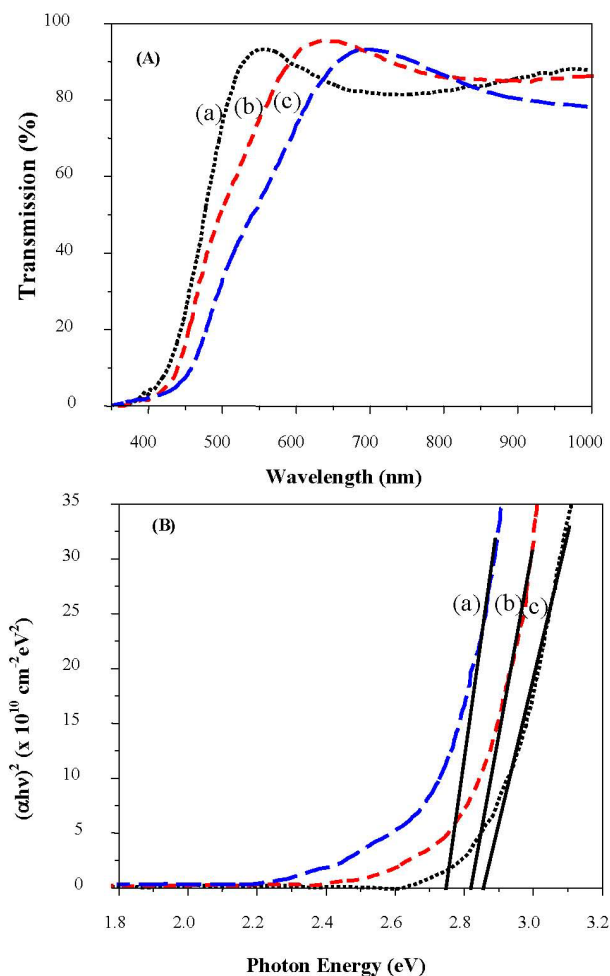 100
(A)
80
(a) (b) (c)
60
40
20
0
Transmission (%)
400 500 600 700 800 900 1000
Wavelength (nm)
35
(B)
30
(a) (b) (c)
25
20
15
10
5
0
(αhν)² (x 10¹⁰ cm⁻²eV²)
1.8 2.0 2.2 2.4 2.6 2.8 3.0 3.2
Photon Energy (eV)